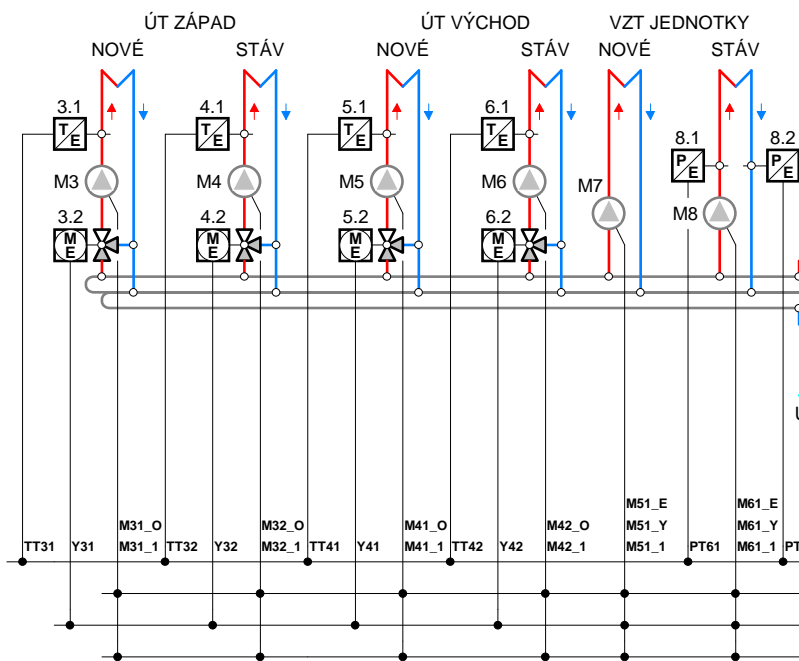 ÚT ZÁPAD ÚT VÝCHOD VZT JEDNOTKY
NOVÉ STÁV NOVÉ STÁV NOVÉ STÁV
3.1 4.1 5.1 6.1
T E T E T E T E
8.1 8.2
P E P E
M3 M4 M5 M6 M7
M8
3.2 4.2 5.2 6.2
M E M E M E M E
M51_E M61_E
M31_O M32_O M41_O M42_O M51_Y M61_Y
TT31 Y31 M31_1 TT32 Y32 M32_1 TT41 Y41 M41_1 TT42 Y42 M42_1 M51_1 PT61 M61_1 PT